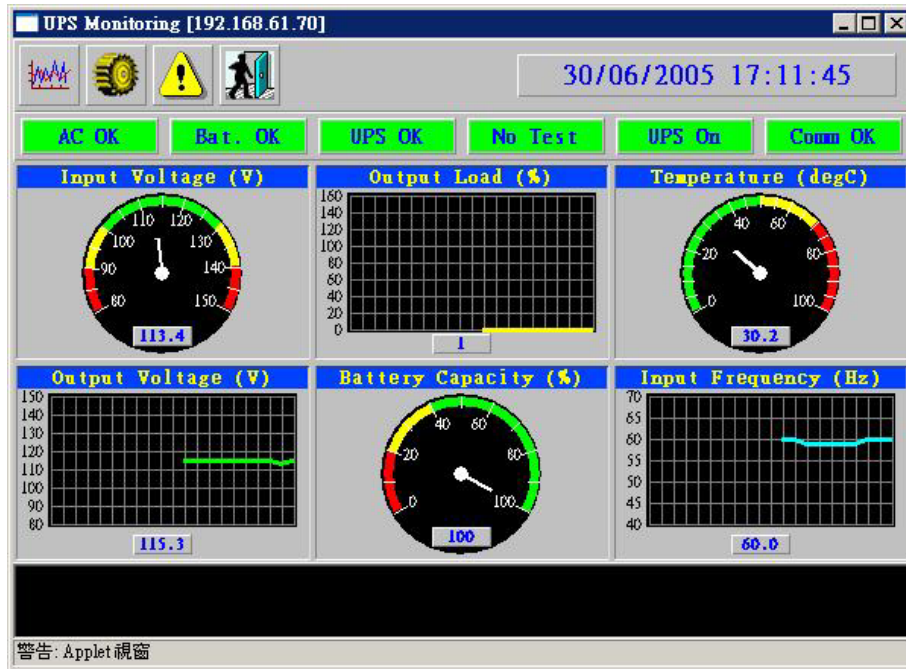 UPS Monitoring [192.168.61.70]
30/06/2005 17:11:45
AC OK Bat. OK UPS OK No Test UPS On Comm OK
Input Voltage (V)
80 90 100 110 120 130 140 150
113.4
Output Load (%)
160
140
120
100
80
60
40
20
0
1
Temperature (degC)
0 20 40 60 80 100
30.2
Output Voltage (V)
150
140
130
120
110
100
90
80
115.3
Battery Capacity (%)
0 20 40 60 80 100
100
Input Frequency (Hz)
70
65
60
55
50
45
40
60.0
警告: Applet 視窗